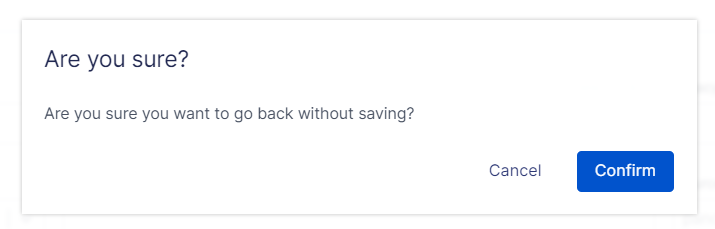 Are you sure?
Are you sure you want to go back without saving?
Cancel
Confirm